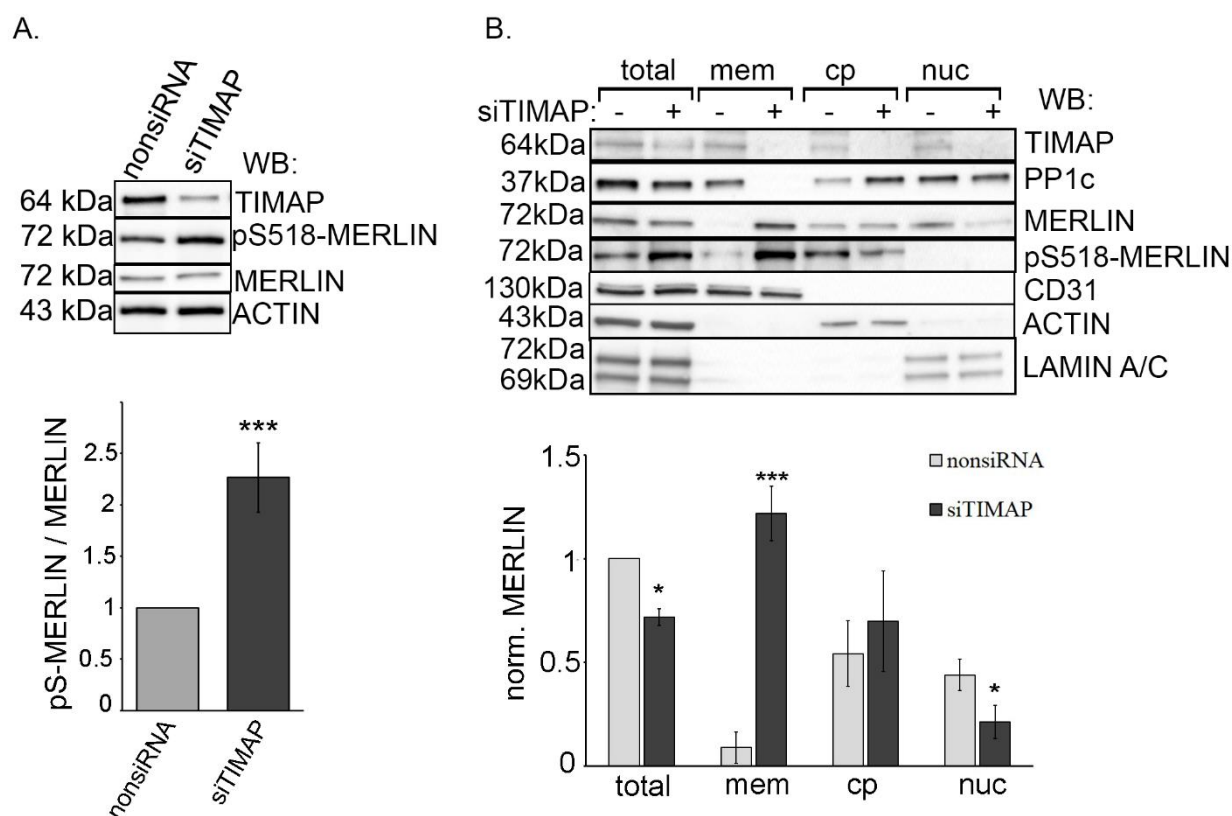 A.
nonsiRNA
siTIMAP
WB:
64 kDa TIMAP
72 kDa pS518-MERLIN
72 kDa MERLIN
43 kDa ACTIN
pS-MERLIN / MERLIN
2.5
2
1.5
1
0.5
0
***
nonsiRNA
siTIMAP
B.
total mem cp nuc
siTIMAP: - + - + - + - + WB:
64kDa TIMAP
37kDa PP1c
72kDa MERLIN
72kDa pS518-MERLIN
130kDa CD31
43kDa ACTIN
72kDa
69kDa LAMIN A/C
nonsiRNA
siTIMAP
norm. MERLIN
1.5
1
0.5
0
*
***
*
total mem cp nuc